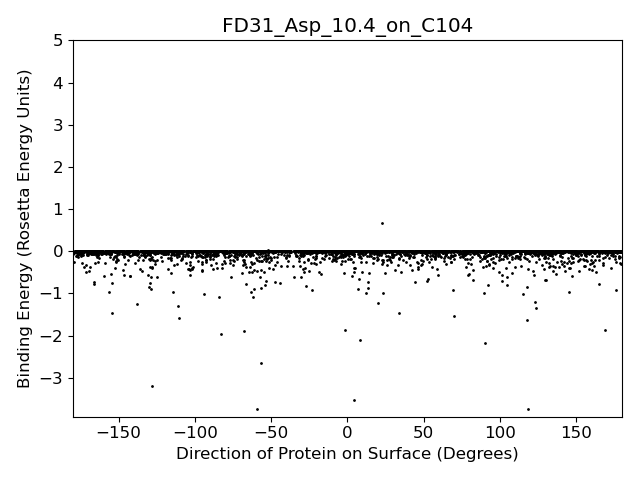 FD31_Asp_10.4_on_C104
Binding Energy (Rosetta Energy Units)
5
4
3
2
1
0
−1
−2
−3
−150 −100 −50 0 50 100 150
Direction of Protein on Surface (Degrees)